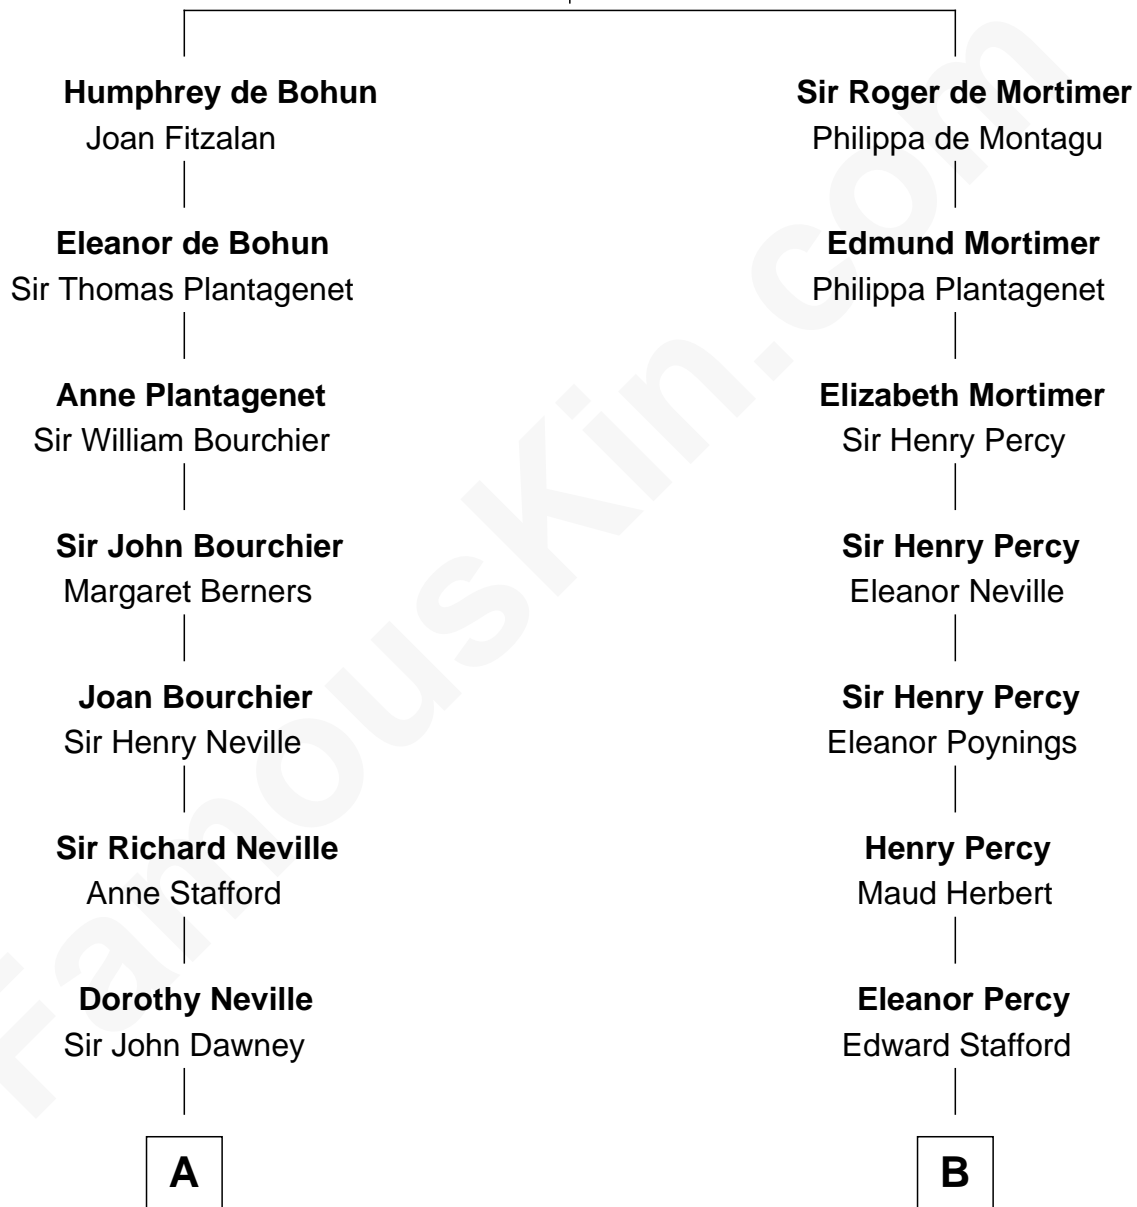 Humphrey de Bohun
Joan Fitzalan
Eleanor de Bohun
Sir Thomas Plantagenet
Anne Plantagenet
Sir William Bourchier
Sir John Bourchier
Margaret Berners
Joan Bourchier
Sir Henry Neville
Sir Richard Neville
Anne Stafford
Dorothy Neville
Sir John Dawney
A
Sir Roger de Mortimer
Philippa de Montagu
Edmund Mortimer
Philippa Plantagenet
Elizabeth Mortimer
Sir Henry Percy
Sir Henry Percy
Eleanor Neville
Sir Henry Percy
Eleanor Poynings
Henry Percy
Maud Herbert
Eleanor Percy
Edward Stafford
B
FamousKin.com